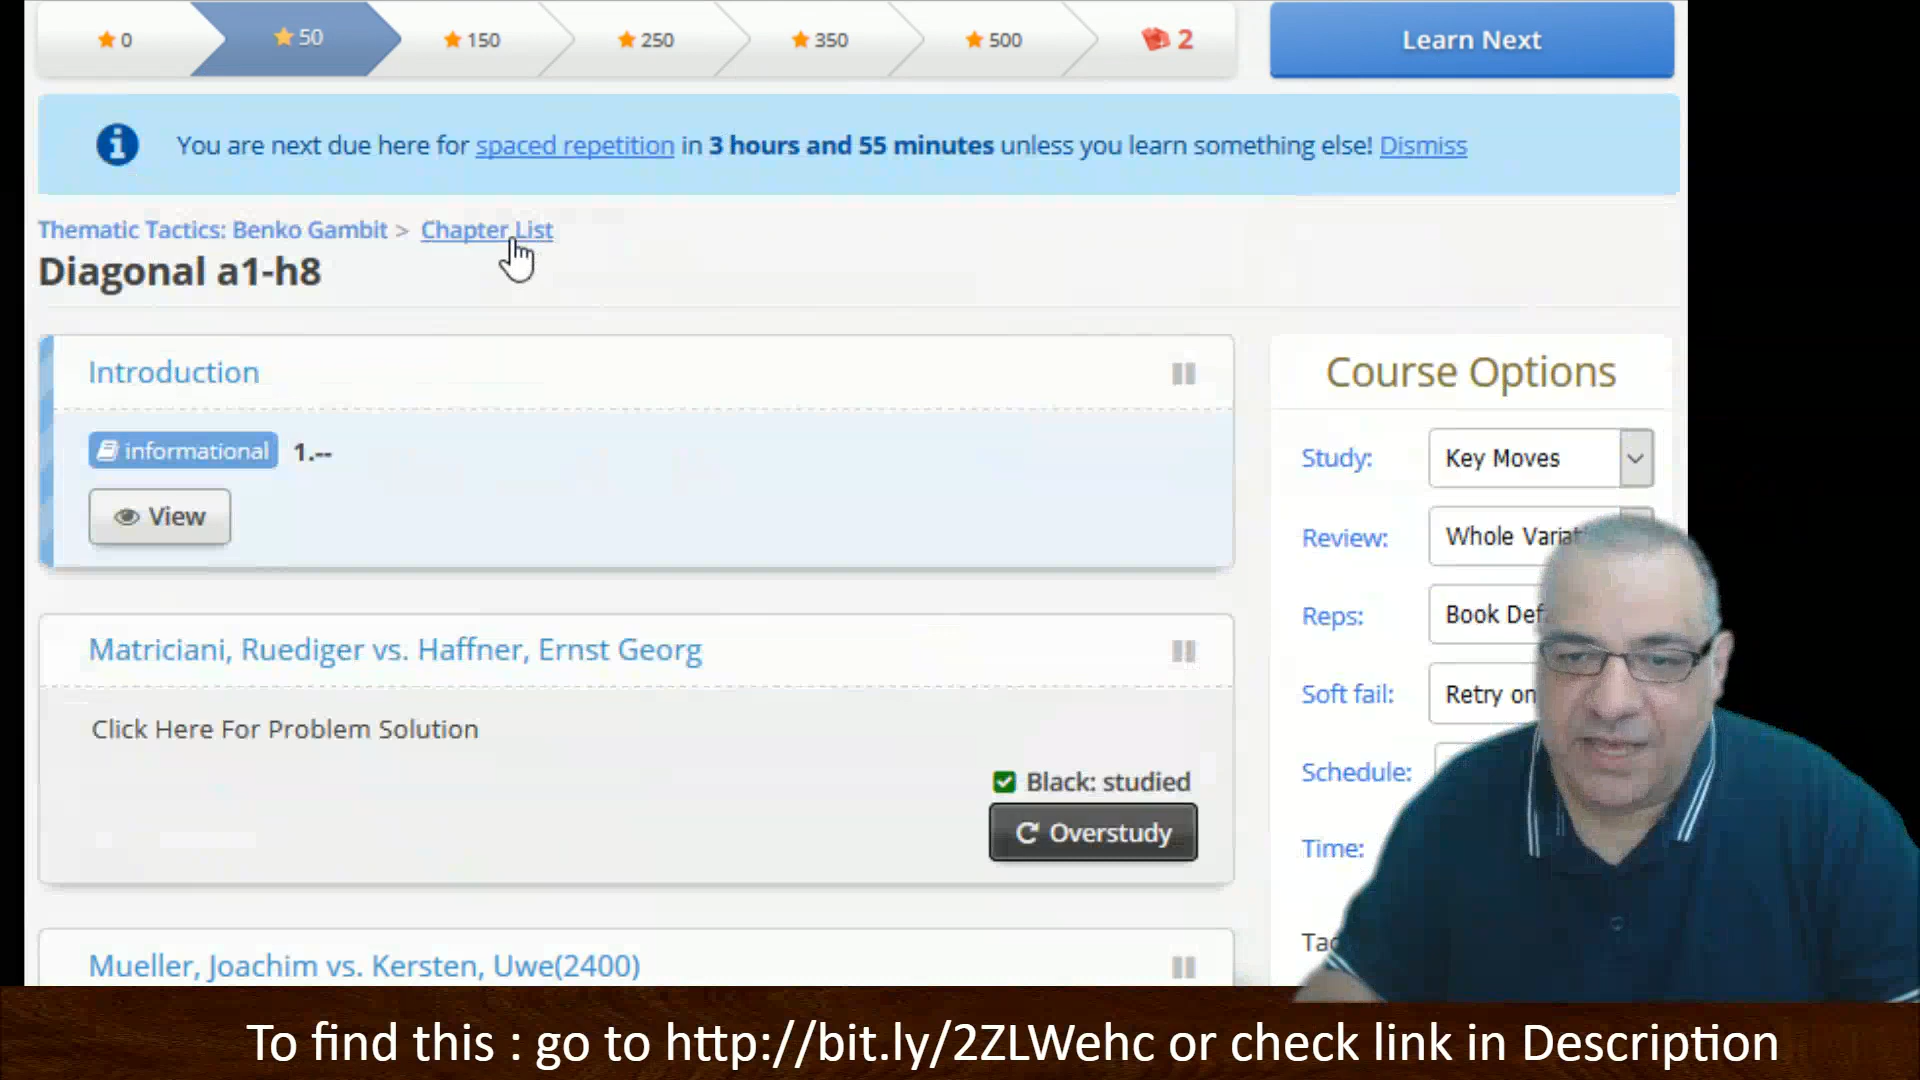 0
50
150
250
350
500
2
Learn Next
You are next due here for spaced repetition in 3 hours and 55 minutes unless you learn something else! Dismiss
Thematic Tactics: Benko Gambit > Chapter List
Diagonal a1-h8
Introduction
informational 1.--
View
Matriciani, Ruediger vs. Haffner, Ernst Georg
Click Here For Problem Solution
Black: studied
Overstudy
Mueller, Joachim vs. Kersten, Uwe(2400)
Course Options
Study: Key Moves
Review: Whole
Reps: Book
Soft fail: Retry on
Schedule:
Time:
To find this : go to http://bit.ly/2ZLWehc or check link in Description